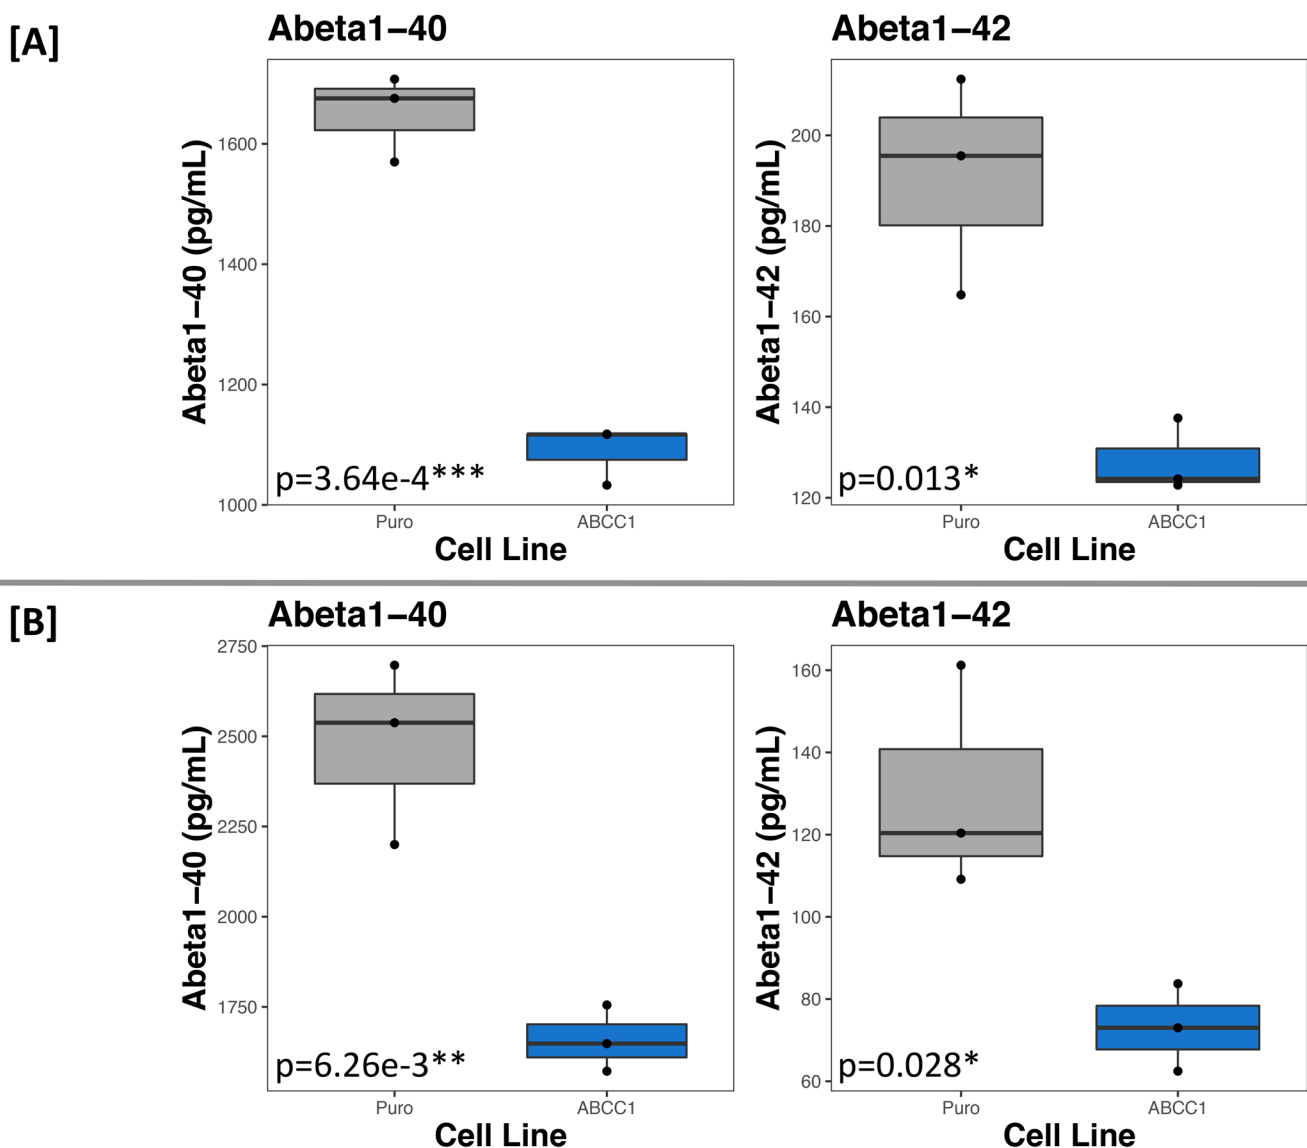 [A]
Abeta1−40
Abeta1−40 (pg/mL)
1600
1400
1200
1000
p=3.64e-4***
Puro
ABCC1
Cell Line
Abeta1−42
Abeta1−42 (pg/mL)
200
180
160
140
120
p=0.013*
Puro
ABCC1
Cell Line
[B]
Abeta1−40
Abeta1−40 (pg/mL)
2750
2500
2250
2000
1750
p=6.26e-3**
Puro
ABCC1
Cell Line
Abeta1−42
Abeta1−42 (pg/mL)
160
140
120
100
80
60
p=0.028*
Puro
ABCC1
Cell Line